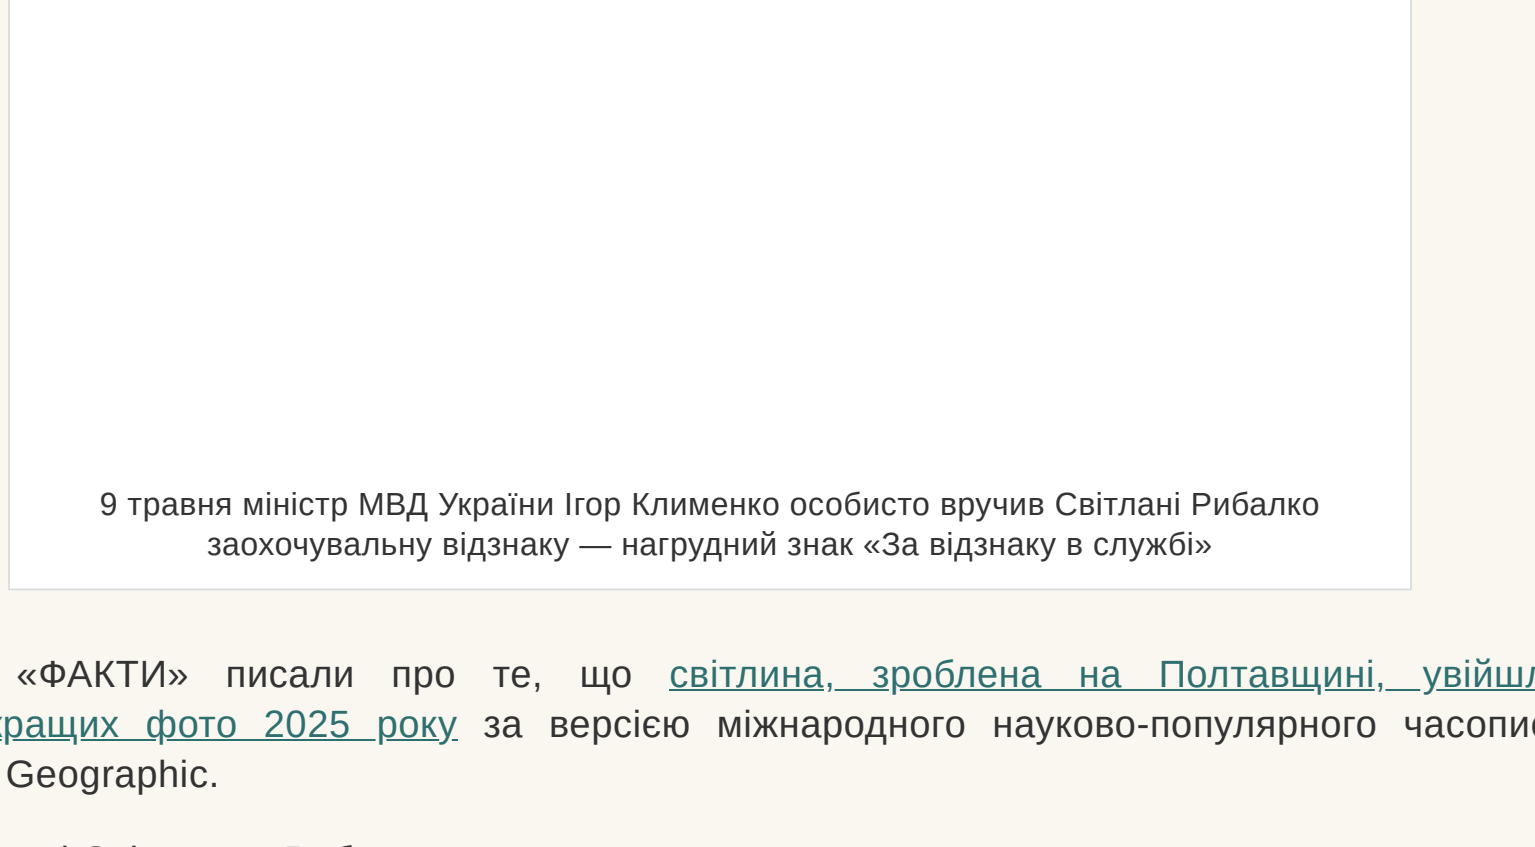 9 травня міністр МВД України Ігор Клименко особисто вручив Світлані Рибалко
заохочувальну відзнаку — нагрудний знак «За відзнаку в службі»
«ФАКТИ» писали про те, що світлина, зроблена на Полтавщині,
фото 2025 року за версією міжнародного науково-популярного
Geographic.